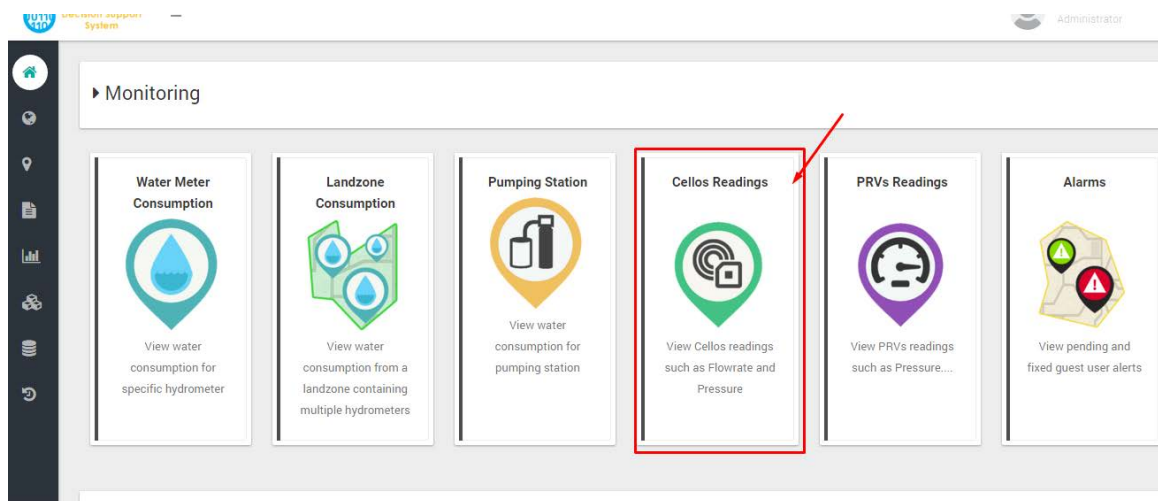 Decision Support
System
Administrator
Monitoring
Water Meter
Consumption
View water
consumption for
specific hydrometer
Landzone
Consumption
View water
consumption from a
landzone containing
multiple hydrometers
Pumping Station
View water
consumption for
pumping station
Cellos Readings
View Cellos readings
such as Flowrate and
Pressure
PRVs Readings
View PRVs readings
such as Pressure....
Alarms
View pending and
fixed guest user alerts